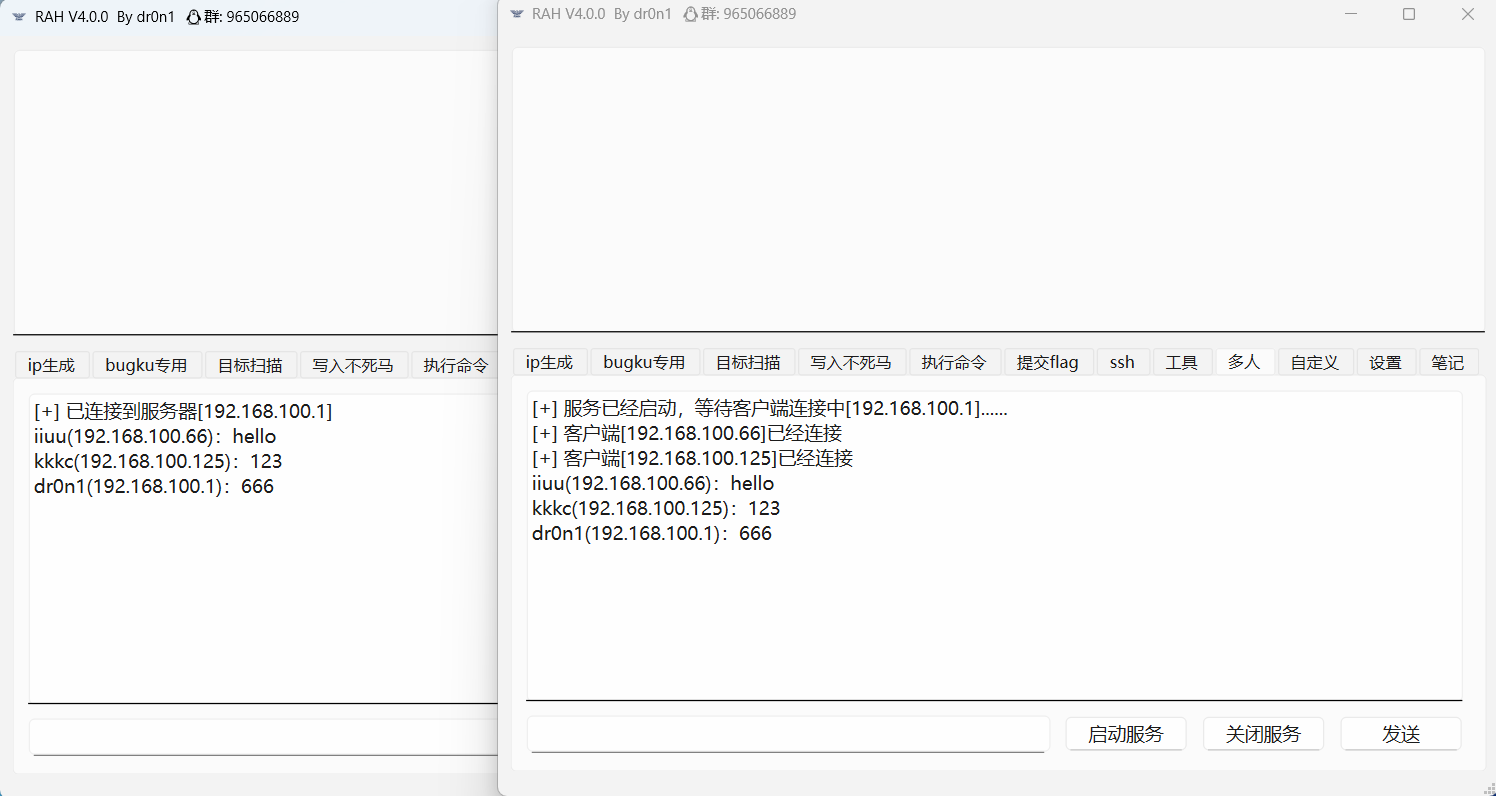 RAH V4.0.0 By dr0n1 群: 965066889
ip生成 bugku专用 目标扫描 写入不死马 执行命令
[+] 已连接到服务器[192.168.100.1]
iiuu(192.168.100.66)：hello
kkkc(192.168.100.125)：123
dr0n1(192.168.100.1)：666
RAH V4.0.0 By dr0n1 群: 965066889
ip生成 bugku专用 目标扫描 写入不死马 执行命令 提交flag ssh 工具 多人 自定义 设置 笔记
[+] 服务已经启动，等待客户端连接中[192.168.100.1]......
[+] 客户端[192.168.100.66]已经连接
[+] 客户端[192.168.100.125]已经连接
iiuu(192.168.100.66)：hello
kkkc(192.168.100.125)：123
dr0n1(192.168.100.1)：666
启动服务 关闭服务 发送